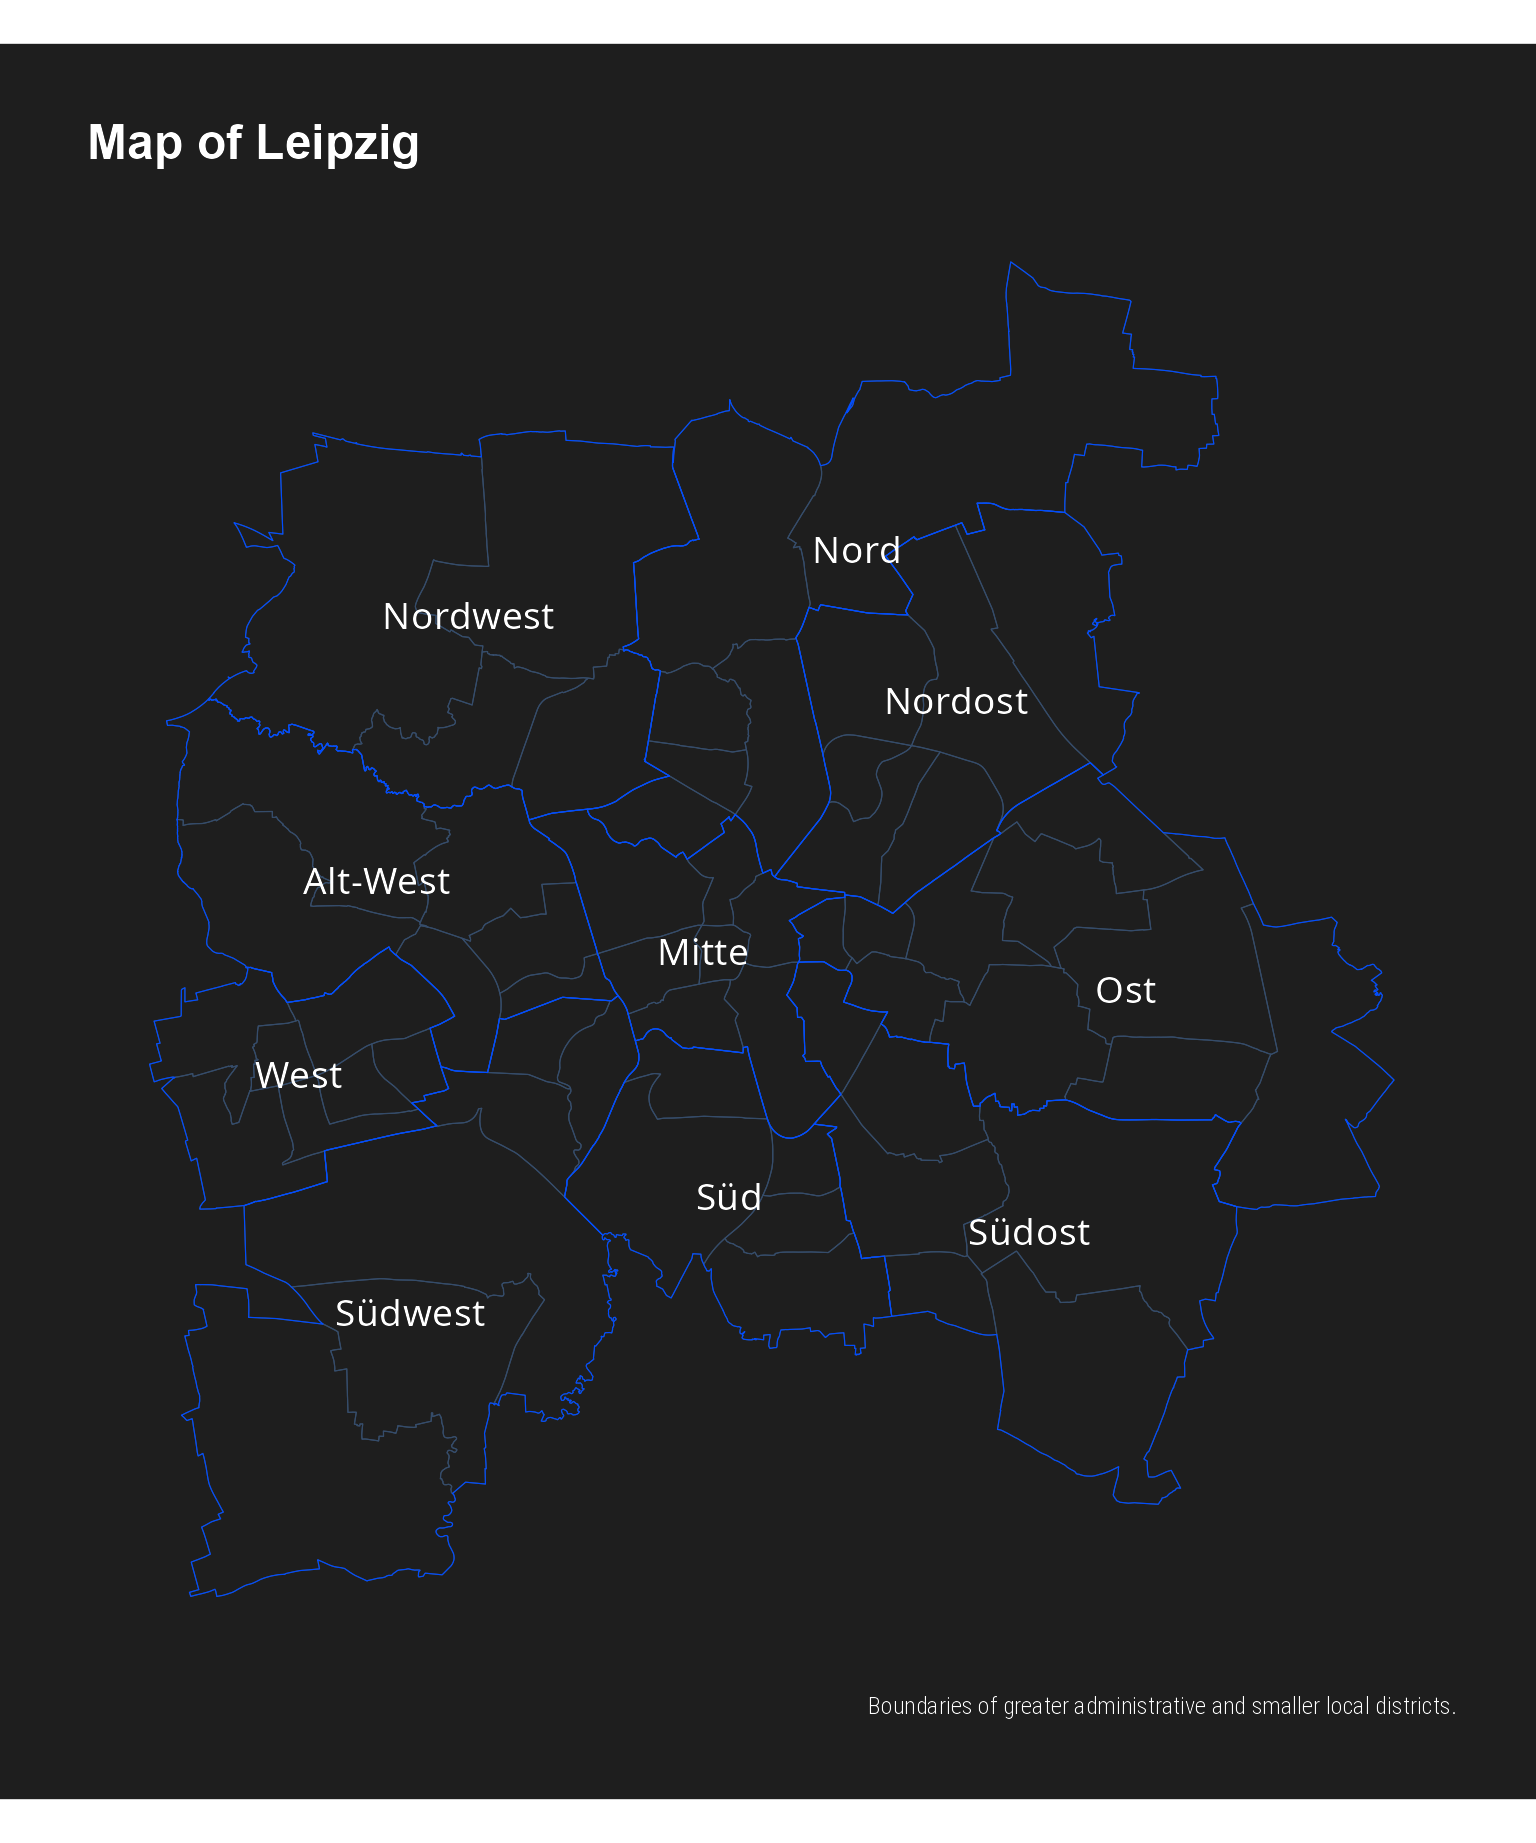 Map of Leipzig
Nord
Nordwest
Nordost
Alt-West
Mitte
Ost
West
Süd
Südost
Südwest
Boundaries of greater administrative and smaller local districts.